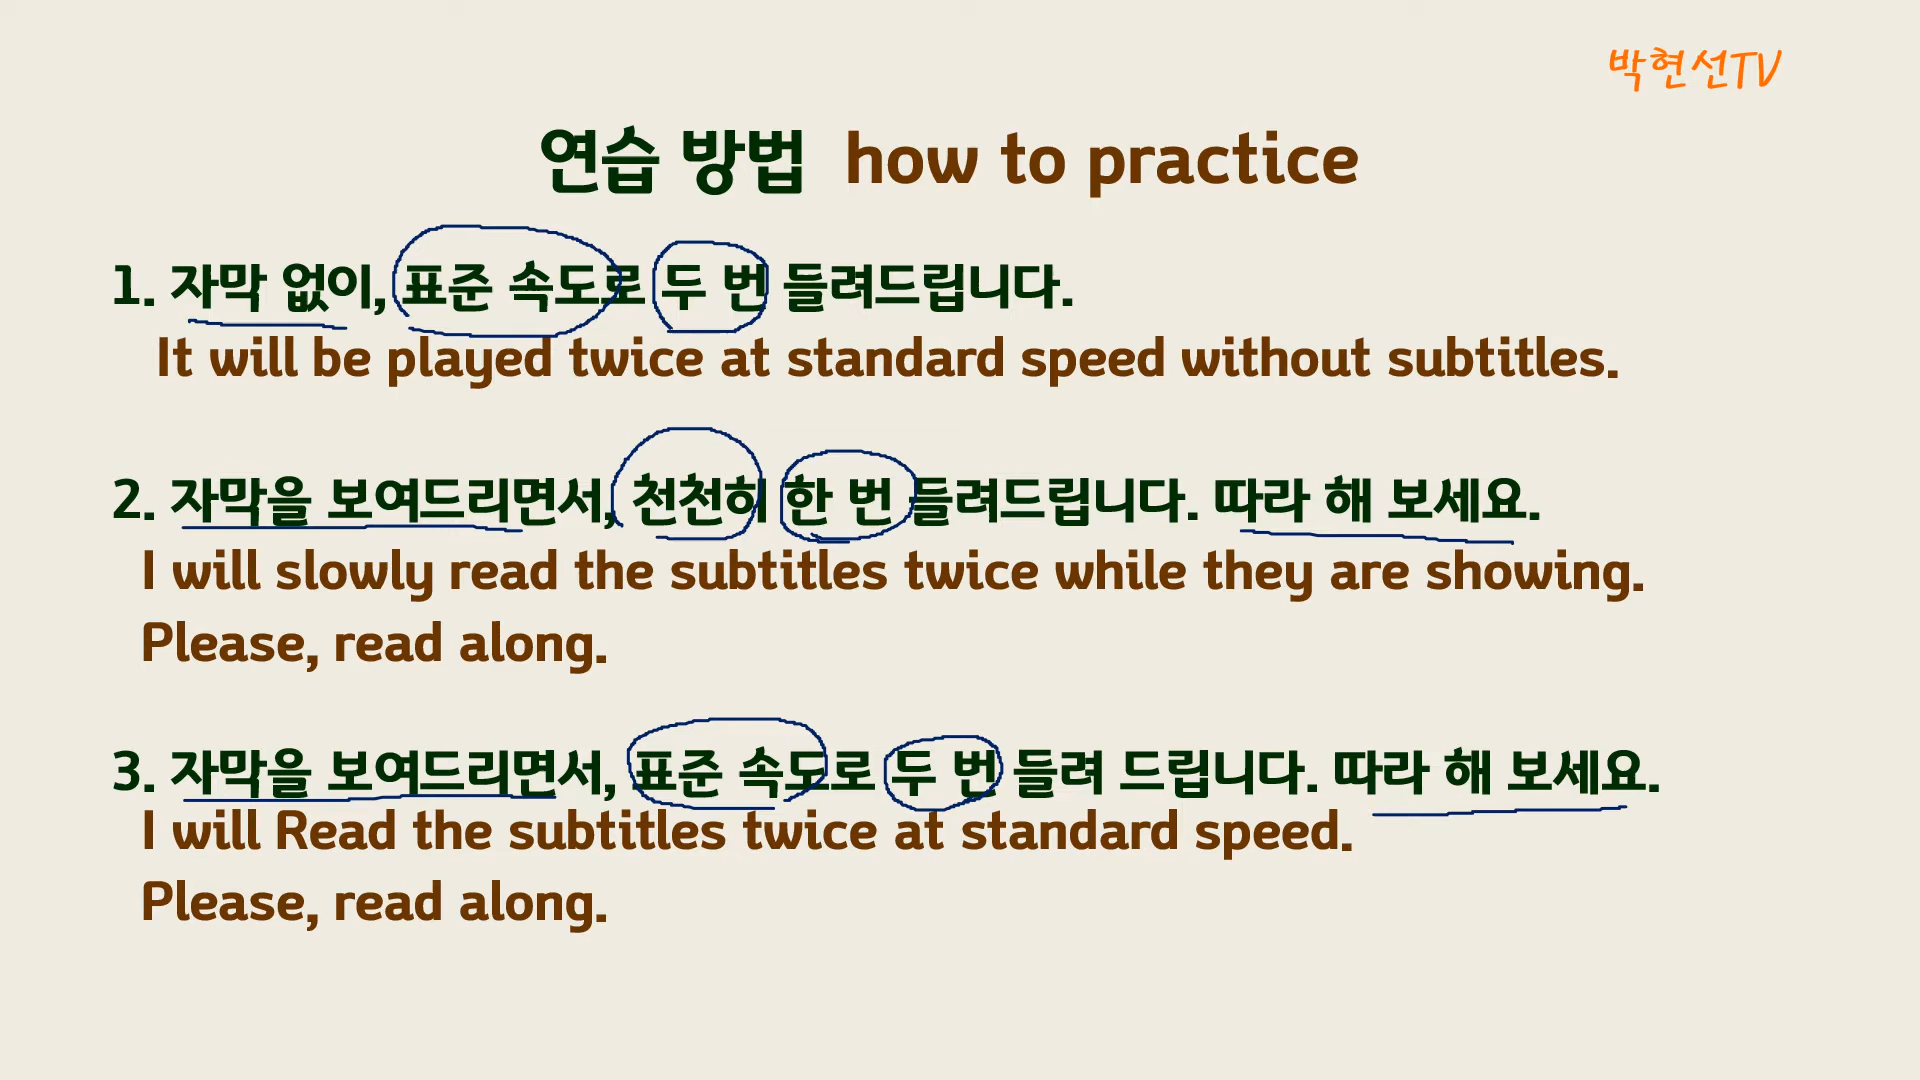 박현선TV
연습 방법 how to practice
1. 자막 없이, 표준 속도로 두 번 들려드립니다.
It will be played twice at standard speed without subtitles.
2. 자막을 보여드리면서, 천천히 한 번 들려드립니다. 따라 해 보세요.
I will slowly read the subtitles twice while they are showing.
Please, read along.
3. 자막을 보여드리면서, 표준 속도로 두 번 들려 드립니다. 따라 해 보세요.
I will Read the subtitles twice at standard speed.
Please, read along.